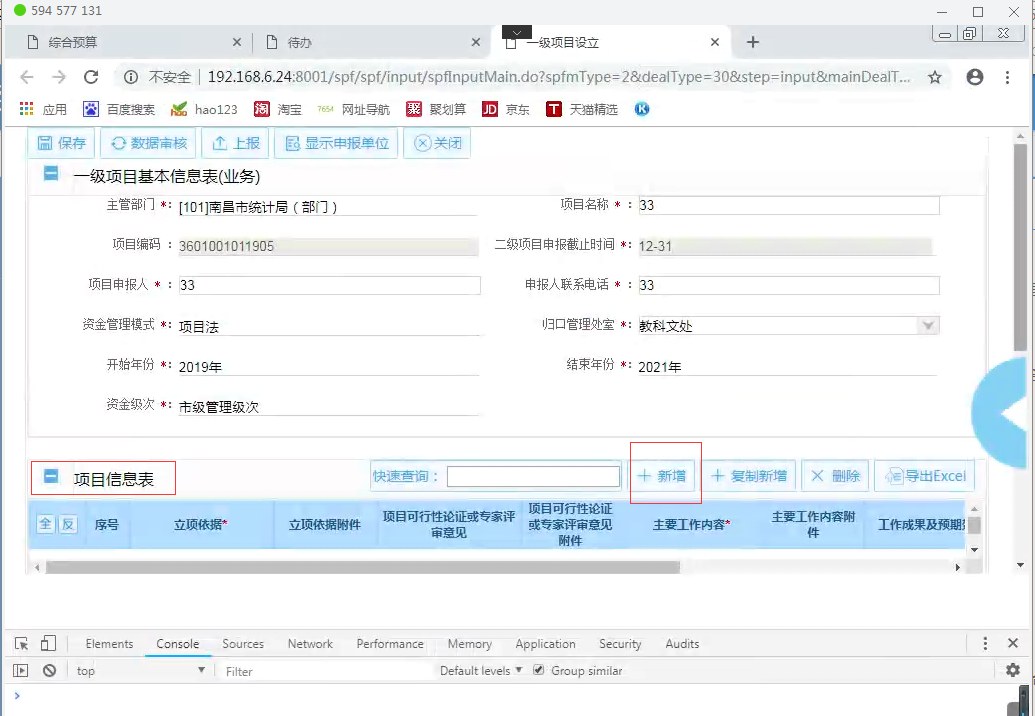 594 577 131
综合预算
待办
一级项目设立
不安全 | 192.168.6.24:8001/spf/spf/input/spfInputMain.do?spfmType=2&dealType=30&step=input&mainDealT...
应用 百度搜索 hao123 淘 淘宝 7654 网址导航 聚 聚划算 JD 京东 T 天猫精选 K
保存 数据审核 上报 显示申报单位 关闭
一级项目基本信息表(业务)
主管部门 *: [101]南昌市统计局（部门） 项目名称 * : 33
项目编码 : 3601001011905 二级项目申报截止时间 *: 12-31
项目申报人 * : 33 申报人联系电话 * : 33
资金管理模式 *: 项目法 归口管理处室 *: 教科文处
开始年份 *: 2019年 结束年份 *: 2021年
资金级次 *: 市级管理级次
项目信息表 快速查询： 新增 复制新增 删除 导出Excel
全 反 序号 立项依据* 立项依据附件 项目可行性论证或专家评审意见 项目可行性论证或专家评审意见附件 主要工作内容* 主要工作内容附件 工作成果及预期
Elements Console Sources Network Performance Memory Application Security Audits
top Filter Default levels Group similar